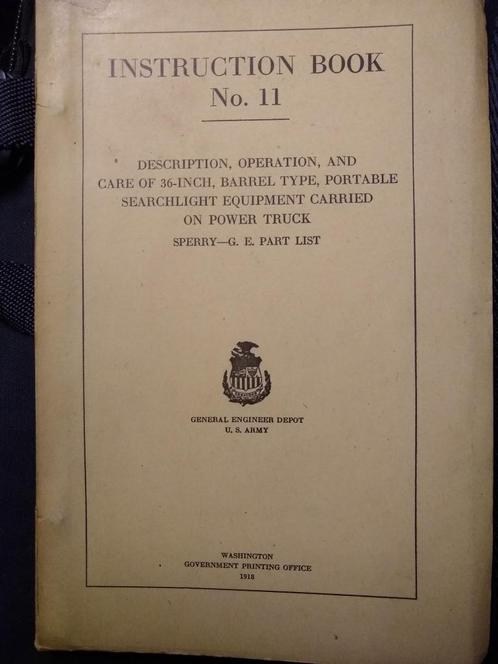 INSTRUCTION BOOK
No. 11
DESCRIPTION, OPERATION, AND
CARE OF 36-INCH, BARREL TYPE, PORTABLE
SEARCHLIGHT EQUIPMENT CARRIED
ON POWER TRUCK
SPERRY—G. E. PART LIST
GENERAL ENGINEER DEPOT
U. S. ARMY
WASHINGTON
GOVERNMENT PRINTING OFFICE
1918